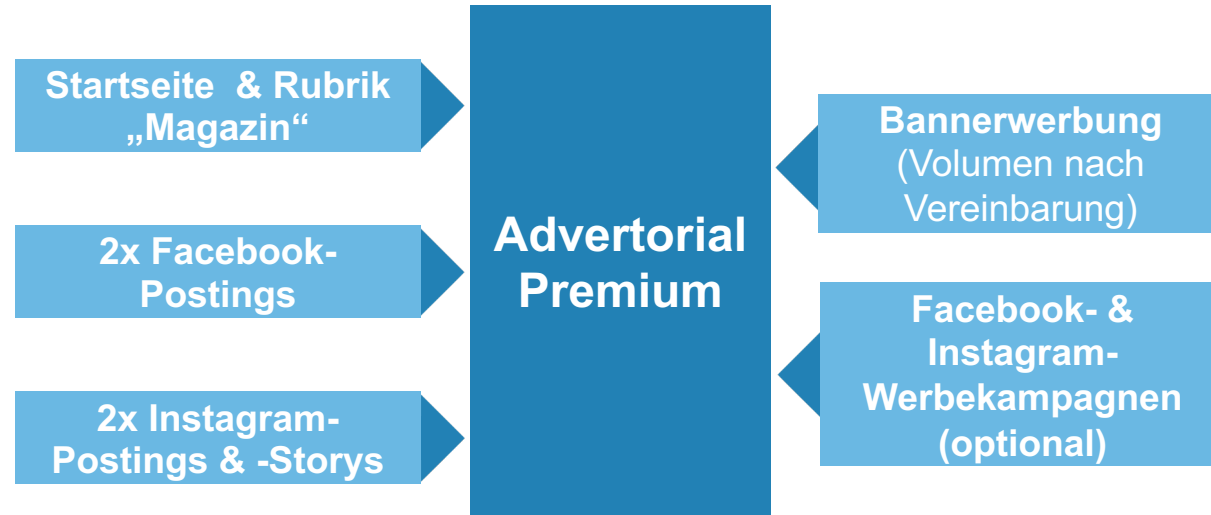 Startseite & Rubrik
„Magazin“
2x Facebook-
Postings
2x Instagram-
Postings & -Storys
Advertorial
Premium
Bannerwerbung
(Volumen nach
Vereinbarung)
Facebook- &
Instagram-
Werbekampagnen
(optional)